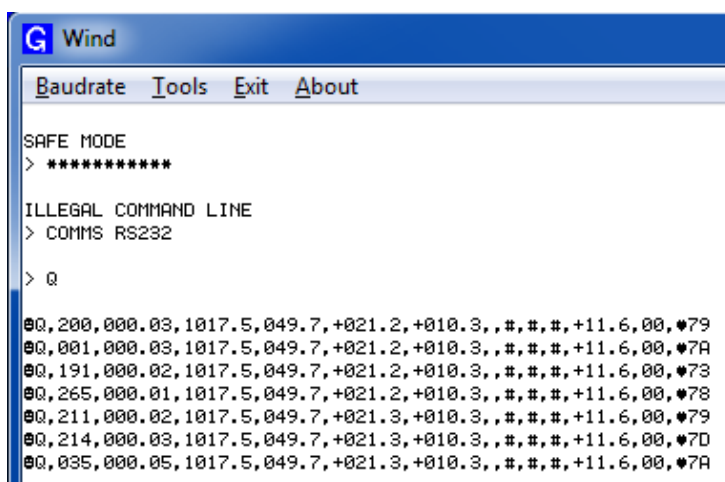 G Wind
Baudrate Tools Exit About
SAFE MODE
> ***********
ILLEGAL COMMAND LINE
> COMMS RS232
> Q
☻Q,200,000.03,1017.5,049.7,+021.2,+010.3,,#,#,#,+11.6,00,♥79
☻Q,001,000.03,1017.5,049.7,+021.2,+010.3,,#,#,#,+11.6,00,♥7A
☻Q,191,000.02,1017.5,049.7,+021.2,+010.3,,#,#,#,+11.6,00,♥73
☻Q,265,000.01,1017.5,049.7,+021.2,+010.3,,#,#,#,+11.6,00,♥78
☻Q,211,000.02,1017.5,049.7,+021.3,+010.3,,#,#,#,+11.6,00,♥79
☻Q,214,000.03,1017.5,049.7,+021.3,+010.3,,#,#,#,+11.6,00,♥7D
☻Q,035,000.05,1017.5,049.7,+021.3,+010.3,,#,#,#,+11.6,00,♥7A